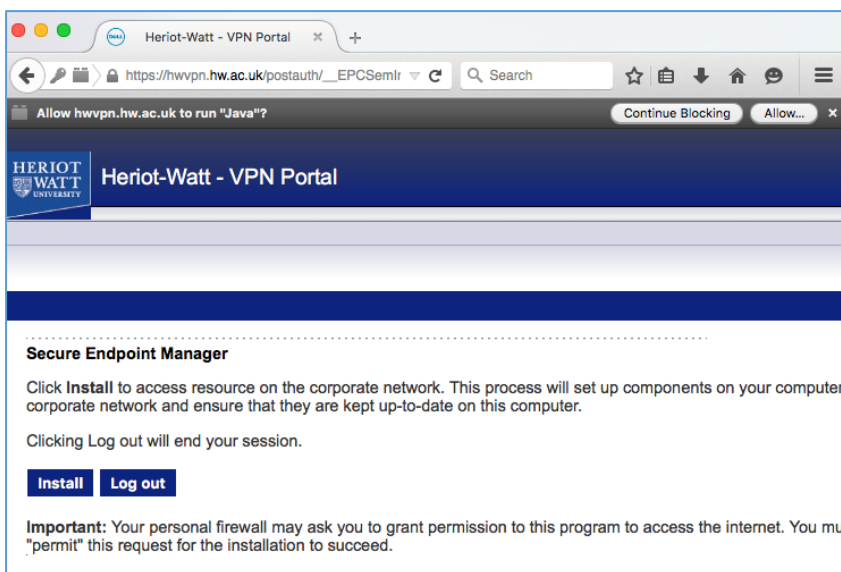 DELL Heriot-Watt - VPN Portal
https://hwvpn.hw.ac.uk/postauth/__EPCSemIr Search
Allow hwvpn.hw.ac.uk to run "Java"? Continue Blocking Allow...
HERIOT
WATT
UNIVERSITY
Heriot-Watt - VPN Portal
Secure Endpoint Manager
Click Install to access resource on the corporate network. This process will set up components on your computer
corporate network and ensure that they are kept up-to-date on this computer.
Clicking Log out will end your session.
Install Log out
Important: Your personal firewall may ask you to grant permission to this program to access the internet. You mu
"permit" this request for the installation to succeed.